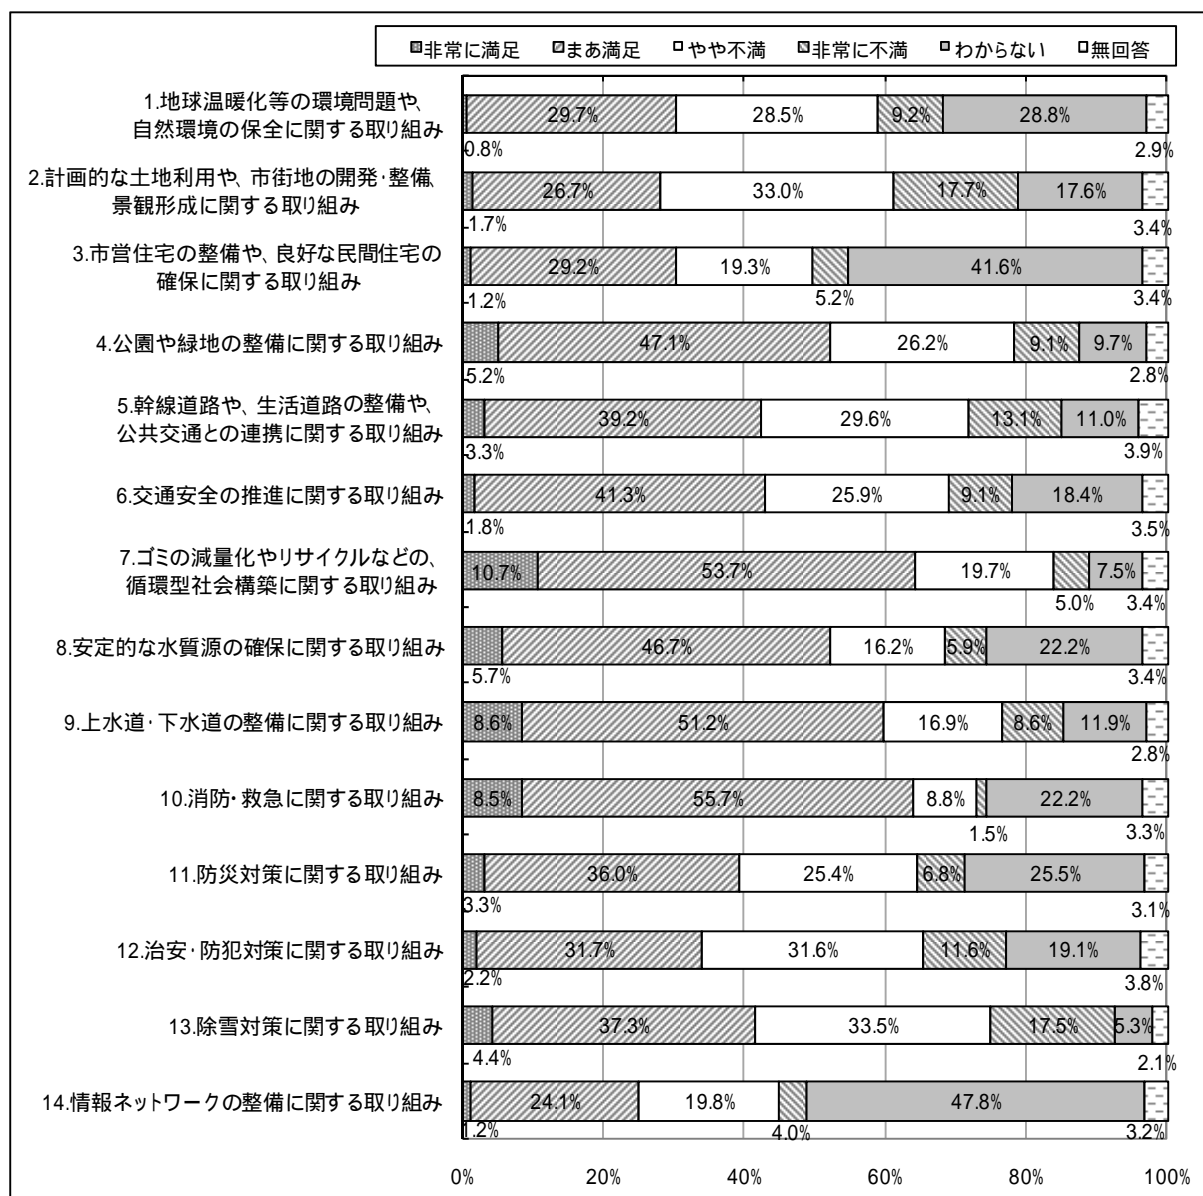 非常に満足 まあ満足 やや不満 非常に不満 わからない 無回答
1.地球温暖化等の環境問題や、
自然環境の保全に関する取り組み
29.7% 28.5% 9.2% 28.8%
0.8% 2.9%
2.計画的な土地利用や、市街地の開発・整備、
景観形成に関する取り組み
26.7% 33.0% 17.7% 17.6%
1.7% 3.4%
3.市営住宅の整備や、良好な民間住宅の
確保に関する取り組み
29.2% 19.3% 41.6%
1.2% 5.2% 3.4%
4.公園や緑地の整備に関する取り組み
47.1% 26.2% 9.1% 9.7%
5.2% 2.8%
5.幹線道路や、生活道路の整備や、
公共交通との連携に関する取り組み
39.2% 29.6% 13.1% 11.0%
3.3% 3.9%
6.交通安全の推進に関する取り組み
41.3% 25.9% 9.1% 18.4%
1.8% 3.5%
7.ゴミの減量化やリサイクルなどの、
循環型社会構築に関する取り組み
10.7% 53.7% 19.7% 7.5%
5.0% 3.4%
8.安定的な水質源の確保に関する取り組み
46.7% 16.2% 5.9% 22.2%
5.7% 3.4%
9.上水道・下水道の整備に関する取り組み
8.6% 51.2% 16.9% 8.6% 11.9%
2.8%
10.消防・救急に関する取り組み
8.5% 55.7% 8.8% 22.2%
1.5% 3.3%
11.防災対策に関する取り組み
36.0% 25.4% 6.8% 25.5%
3.3% 3.1%
12.治安・防犯対策に関する取り組み
31.7% 31.6% 11.6% 19.1%
2.2% 3.8%
13.除雪対策に関する取り組み
37.3% 33.5% 17.5% 5.3%
4.4% 2.1%
14.情報ネットワークの整備に関する取り組み
24.1% 19.8% 47.8%
1.2% 4.0% 3.2%
0% 20% 40% 60% 80% 100%